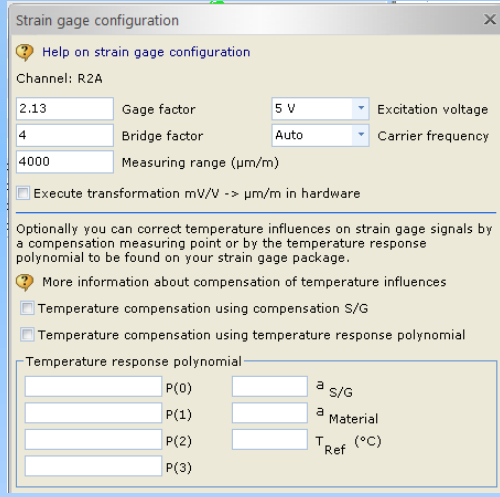 Strain gage configuration
Help on strain gage configuration
Channel: R2A
2.13 Gage factor 5 V Excitation voltage
4 Bridge factor Auto Carrier frequency
4000 Measuring range (µm/m)
Execute transformation mV/V -> µm/m in hardware
Optionally you can correct temperature influences on strain gage signals by
a compensation measuring point or by the temperature response
polynomial to be found on your strain gage package.
More information about compensation of temperature influences
Temperature compensation using compensation S/G
Temperature compensation using temperature response polynomial
Temperature response polynomial
P(0) a S/G
P(1) a Material
P(2) T Ref (°C)
P(3)